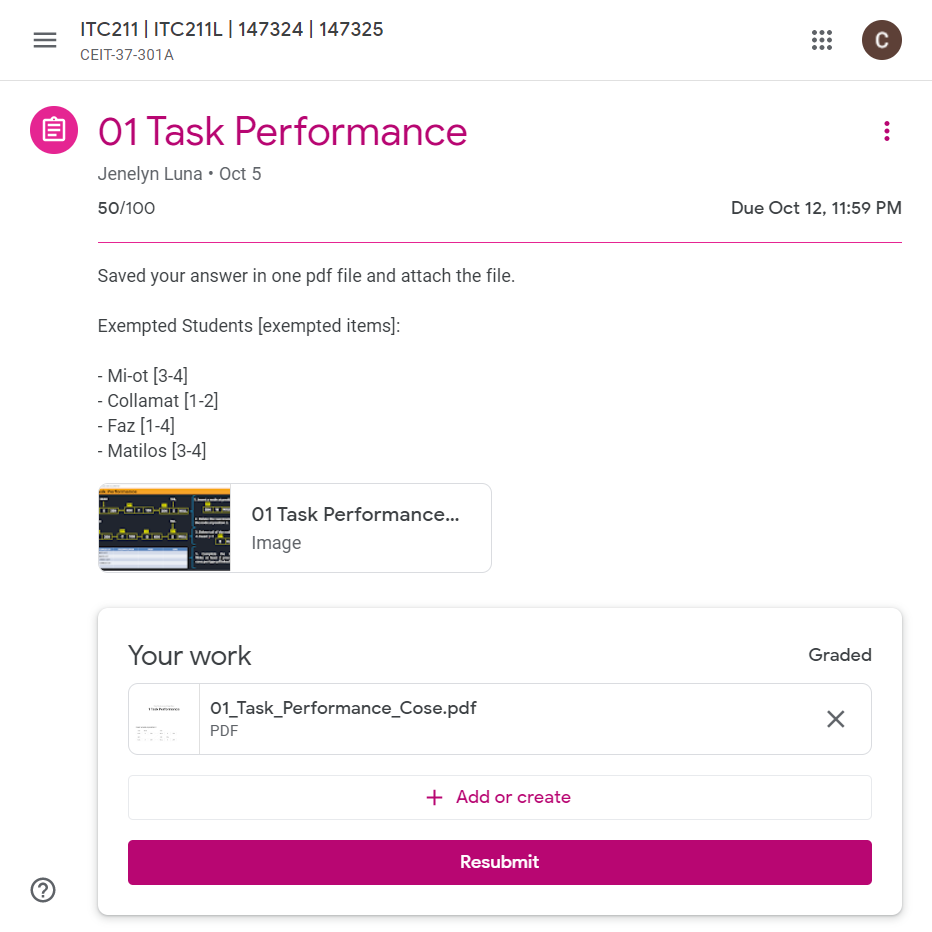 ITC211 | ITC211L | 147324 | 147325
CEIT-37-301A
C
01 Task Performance
Jenelyn Luna • Oct 5
50/100
Due Oct 12, 11:59 PM
Saved your answer in one pdf file and attach the file.
Exempted Students [exempted items]:
- Mi-ot [3-4]
- Collamat [1-2]
- Faz [1-4]
- Matilos [3-4]
01 Task Performance...
Image
Your work
Graded
01_Task_Performance_Cose.pdf
PDF
+ Add or create
Resubmit